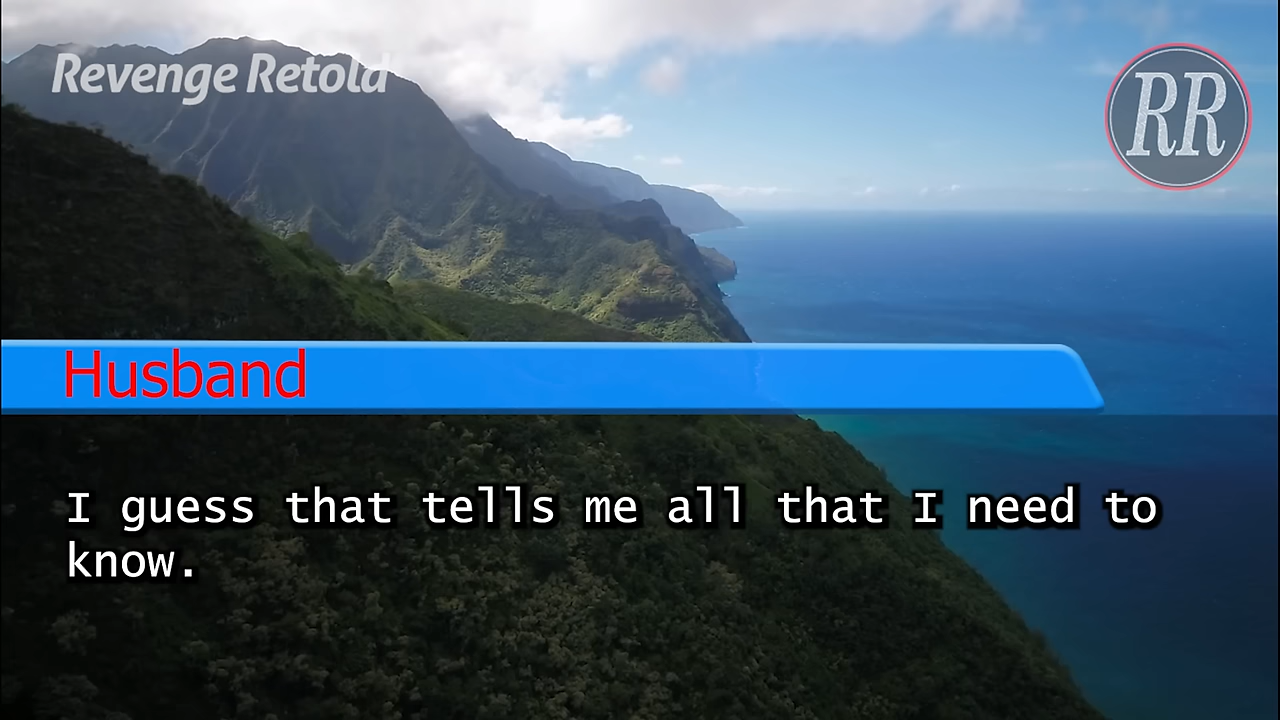 Revenge Retold
RR
Husband
I guess that tells me all that I need to
know.